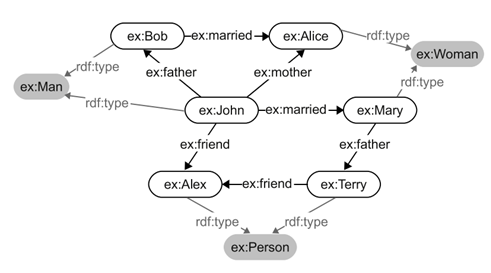 ex:Bob ex:married ex:Alice rdf:type
rdf:type ex:Woman
ex:father ex:mother
ex:Man rdf:type
rdf:type
ex:John ex:married ex:Mary
ex:friend ex:father
ex:Alex ex:friend ex:Terry
rdf:type rdf:type
ex:Person